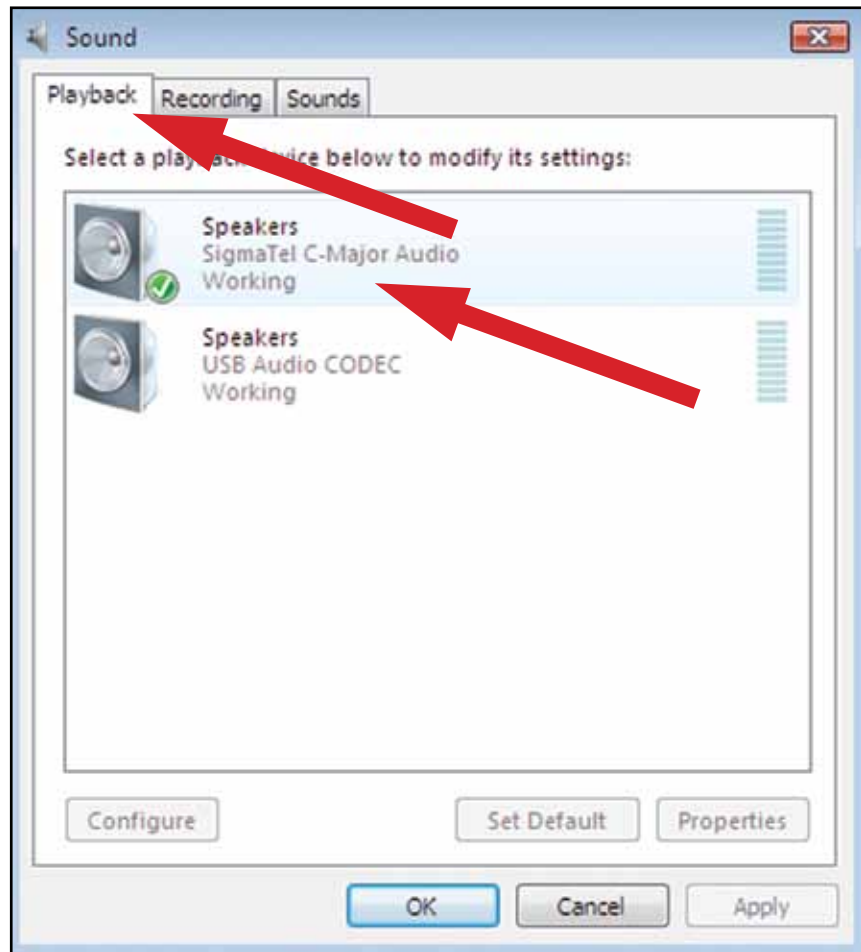 Sound
Playback Recording Sounds
Select a device below to modify its settings:
Speakers
SigmaTel C-Major Audio
Working
Speakers
USB Audio CODEC
Working
Configure Set Default Properties
OK Cancel Apply